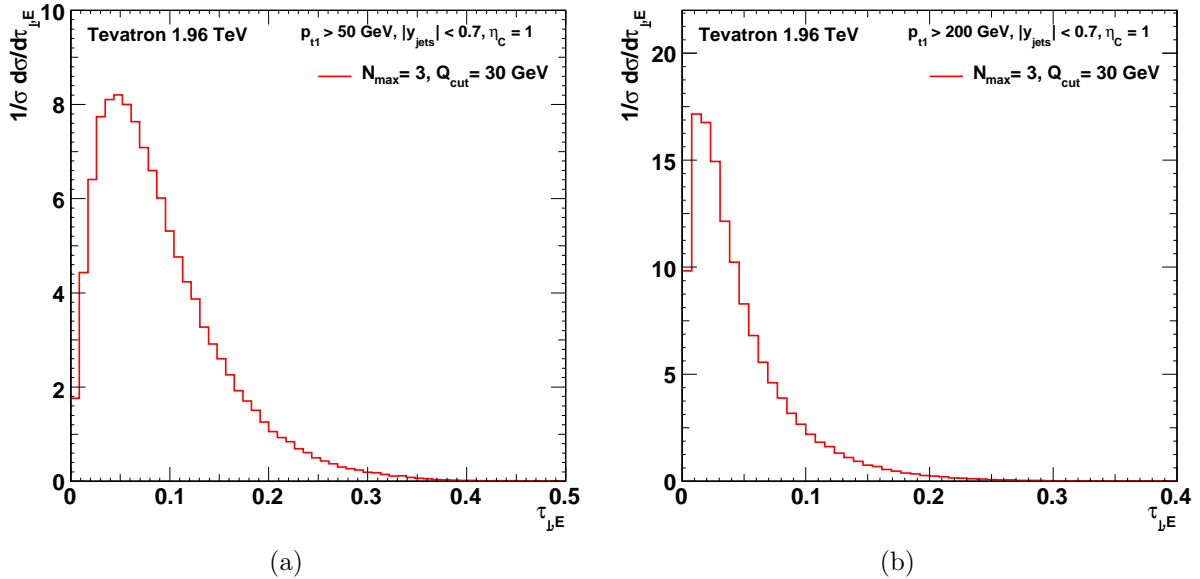 Tevatron 1.96 TeV
p_t1 > 50 GeV, |y_jets| < 0.7, η_C = 1
N_max= 3, Q_cut= 30 GeV
1/σ dσ/dτ_⊥,E
10
8
6
4
2
0
0 0.1 0.2 0.3 0.4 0.5
τ_⊥,E
(a)
Tevatron 1.96 TeV
p_t1 > 200 GeV, |y_jets| < 0.7, η_C = 1
N_max= 3, Q_cut= 30 GeV
1/σ dσ/dτ_⊥,E
20
15
10
5
0
0 0.1 0.2 0.3 0.4
τ_⊥,E
(b)